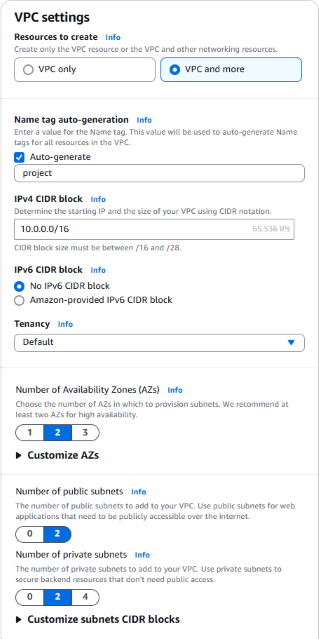 VPC settings
Resources to create Info
Create only the VPC resource or the VPC and other networking resources.
VPC only
VPC and more
Name tag auto-generation Info
Enter a value for the Name tag. This value will be used to auto-generate Name
tags for all resources in the VPC.
Auto-generate
project
IPv4 CIDR block Info
Determine the starting IP and the size of your VPC using CIDR notation.
10.0.0.0/16 65,536 IPs
CIDR block size must be between /16 and /28.
IPv6 CIDR block Info
No IPv6 CIDR block
Amazon-provided IPv6 CIDR block
Tenancy Info
Default
Number of Availability Zones (AZs) Info
Choose the number of AZs in which to provision subnets. We recommend at
least two AZs for high availability.
1 2 3
Customize AZs
Number of public subnets Info
The number of public subnets to add to your VPC. Use public subnets for web
applications that need to be publicly accessible over the internet.
0 2
Number of private subnets Info
The number of private subnets to add to your VPC. Use private subnets to
secure backend resources that don't need public access.
0 2 4
Customize subnets CIDR blocks